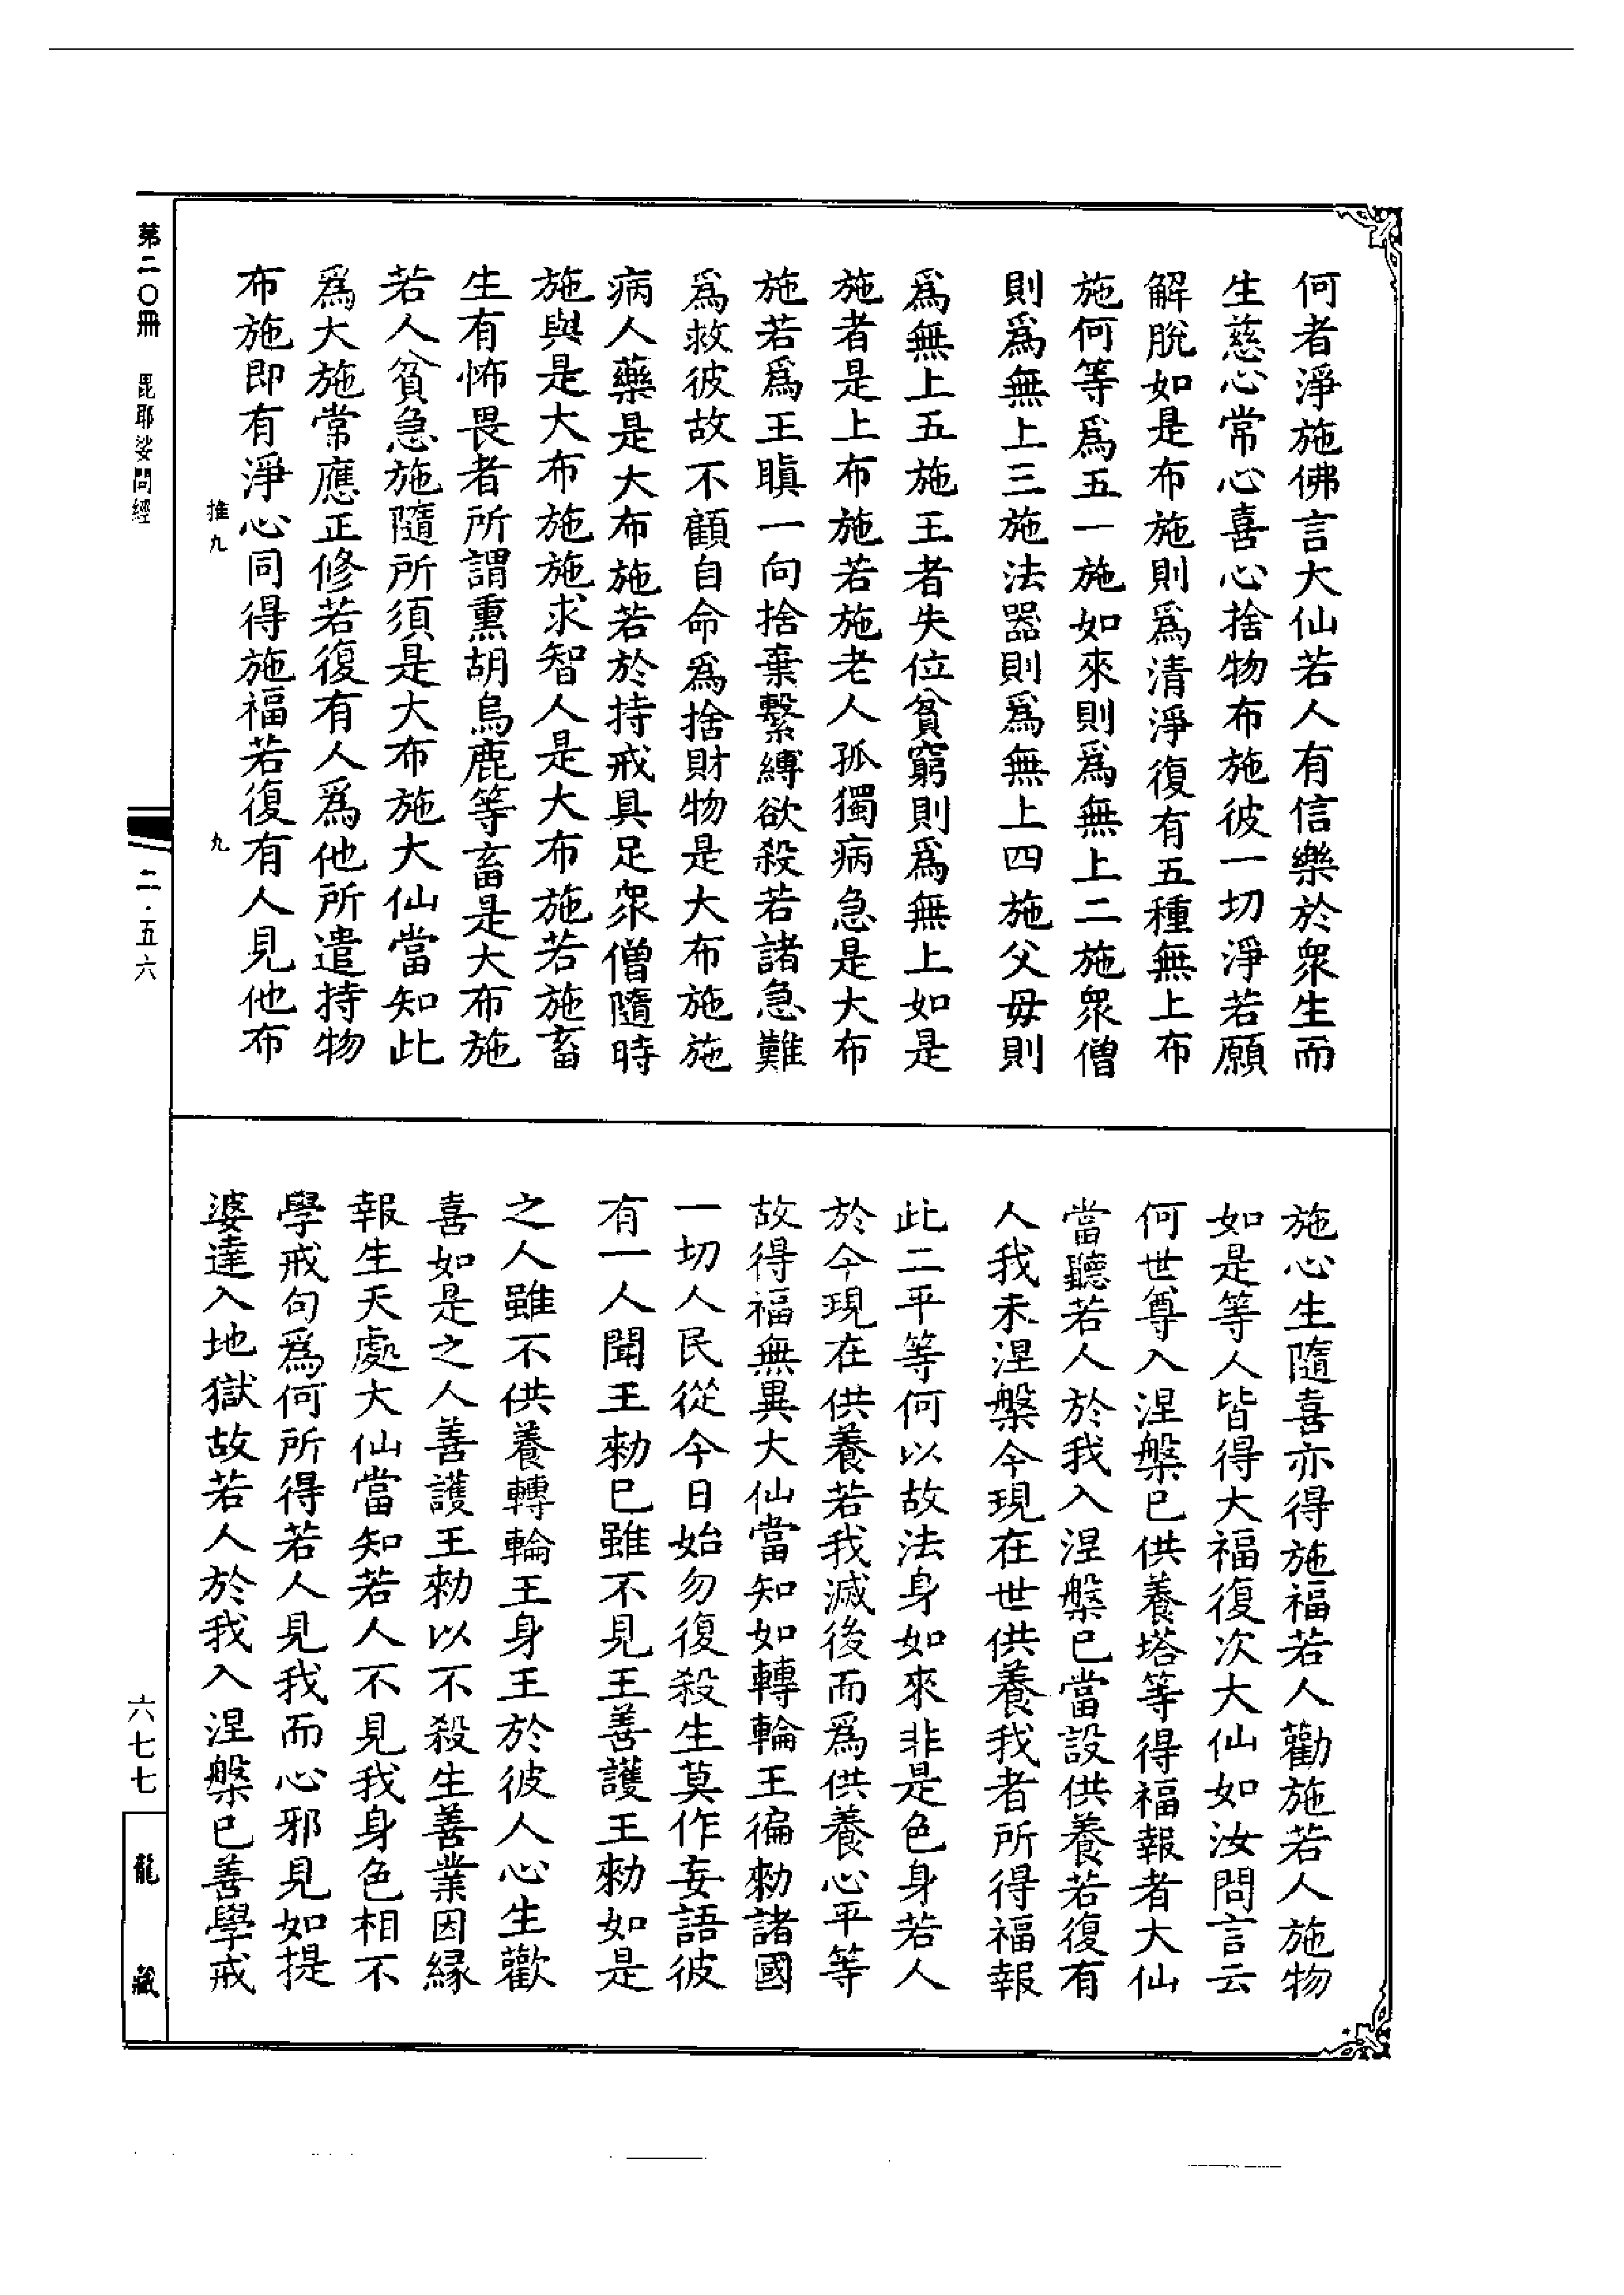 何者淨施佛言大仙若人有信樂於衆生而
生慈心常心喜心捨物布施彼一切淨若願
解脫如是布施則爲清淨復有五種無上布
施何等爲五一施如來則爲無上二施衆僧
則爲無上三施法器則爲無上四施父母則
爲無上五施王者失位貧窮則爲無上如是
施者是上布施若施老人孤獨病急是大布
施若爲王瞋一向捨棄繫縛欲殺若諸急難
爲救彼故不顧自命爲捨財物是大布施施
病人藥是大布施若於持戒具足衆僧隨時
施與是大布施施求智人是大布施若施畜
生有怖畏者所謂熏胡烏鹿等畜是大布施
若人貧急施隨所須是大布施大仙當知此
爲大施常應正修若復有人爲他所遣持物
布施即有淨心同得施福若復有人見他布
推九
九
施心生隨喜亦得施福若人勸施若人施物
如是等人皆得大福復次大仙如汝問言云
何世尊入涅槃已供養塔等得福報者大仙
當聽若人於我入涅槃已當設供養若復有
人我未涅槃今現在世供養我者所得福報
此二平等何以故法身如來非是色身若人
於今現在供養若我滅後而爲供養心平等
故得福無異大仙當知如轉輪王徧勑諸國
一切人民從今日始勿復殺生莫作妄語彼
有一人聞王勑已雖不見王善護王勑如是
之人雖不供養轉輪王身王於彼人心生歡
喜如是之人善護王勑以不殺生善業因緣
報生天處大仙當知若人不見我身色相不
學戒句爲何所得若人見我而心邪見如提
婆達入地獄故若人於我入涅槃已善學戒
第二〇冊 毘耶娑問經
二·五六
六七七
龍藏